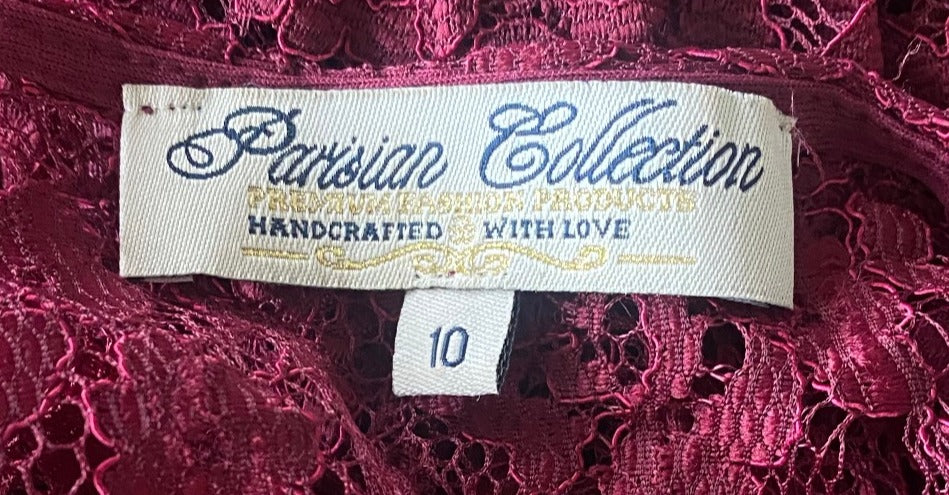 Parisian Collection
PREMIUM FASHION PRODUCTS
HANDCRAFTED WITH LOVE
10